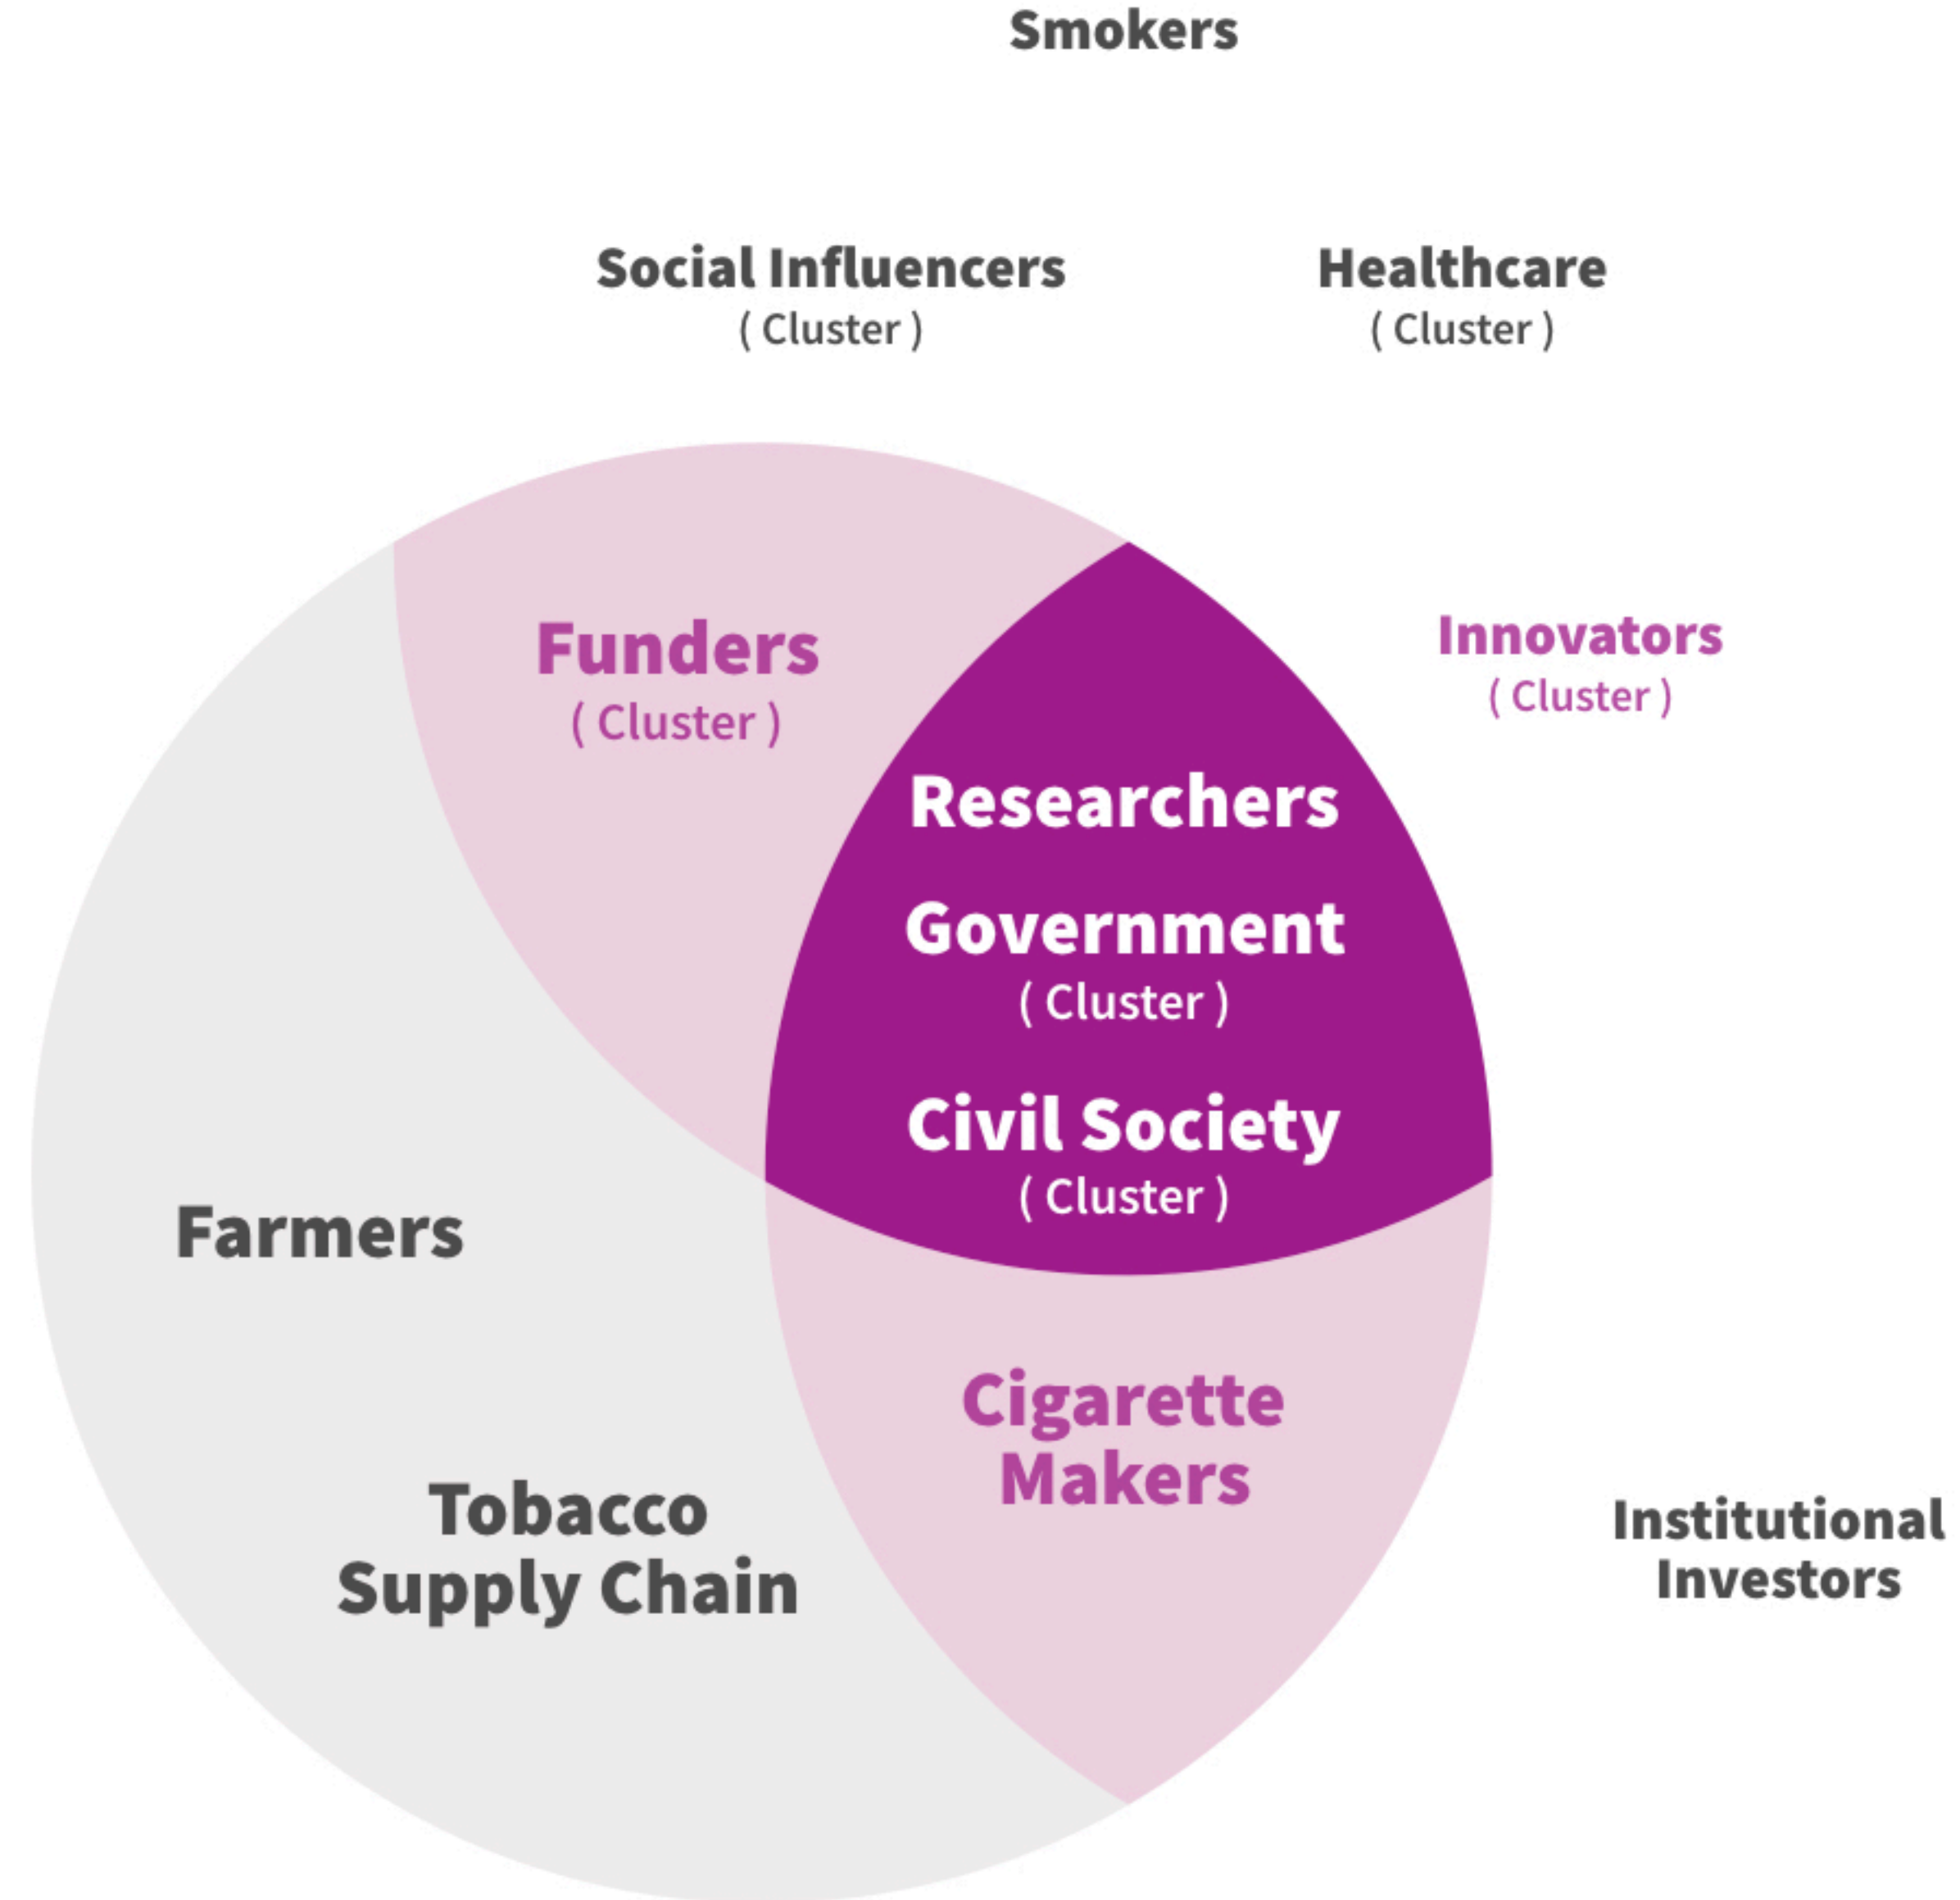 Smokers
Social Influencers
( Cluster )
Healthcare
( Cluster )
Funders
( Cluster )
Innovators
( Cluster )
Researchers
Government
( Cluster )
Civil Society
( Cluster )
Farmers
Cigarette
Makers
Tobacco
Supply Chain
Institutional
Investors